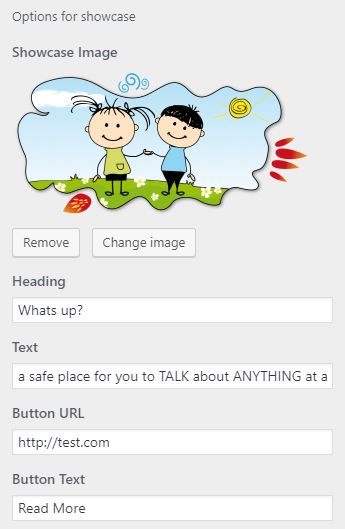 Options for showcase
Showcase Image
Remove Change image
Heading
Whats up?
Text
a safe place for you to TALK about ANYTHING at a
Button URL
http://test.com
Button Text
Read More